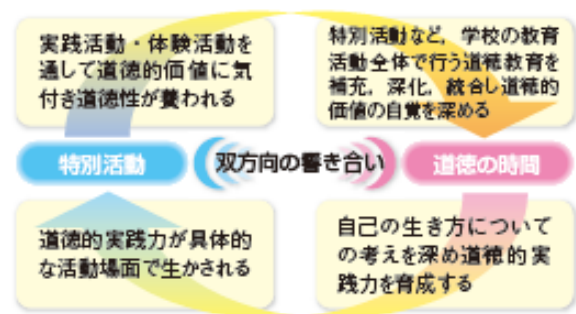 実践活動・体験活動を
通して道徳的価値に気
付き道徳性が養われる
特別活動など，学校の教育
活動全体で行う道徳教育を
補充，深化，統合し道徳的
価値の自覚を深める
特別活動
双方向の響き合い
道徳の時間
道徳的実践力が具体的
な活動場面で生かされる
自己の生き方について
の考えを深め道徳的実
践力を育成する